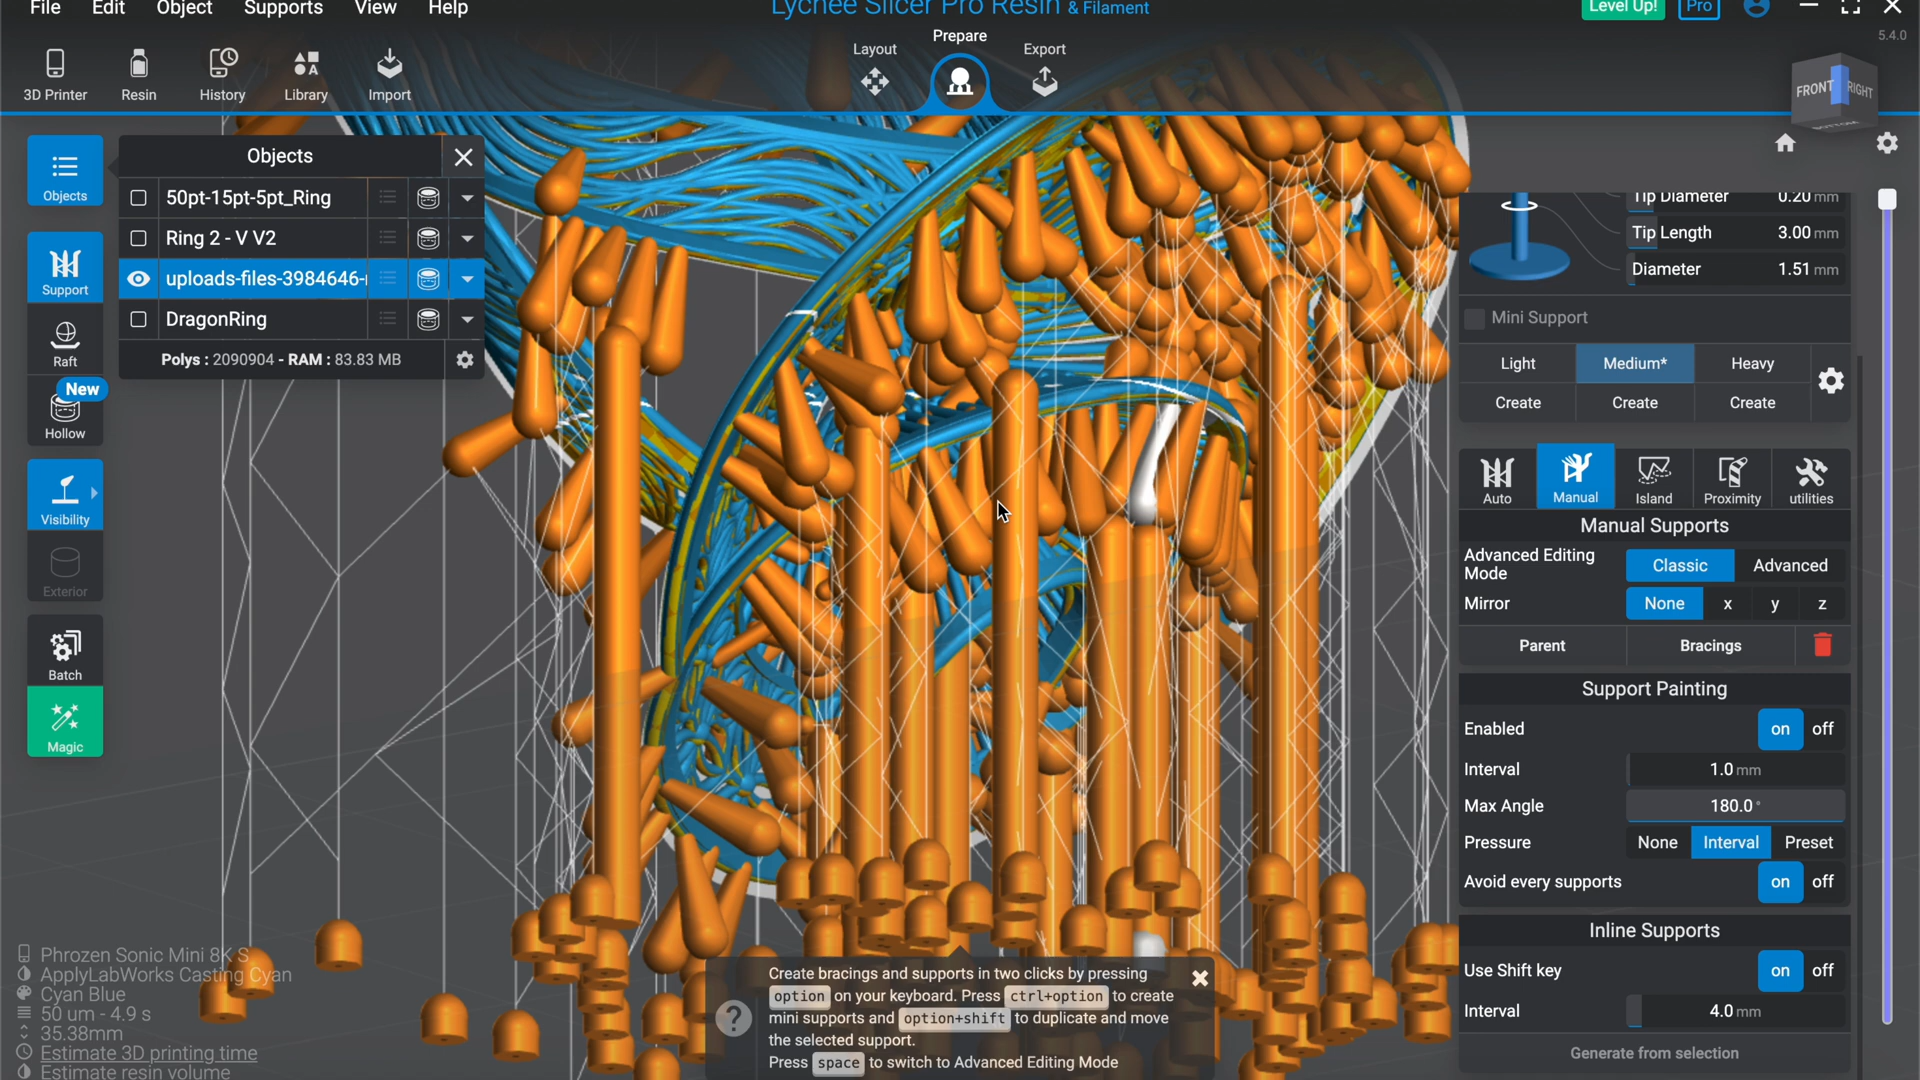 File Edit Object Supports View Help
Lychee Slicer Pro Resin & Filament
Level Up! Pro
5.4.0
3D Printer Resin History Library Import
Layout Prepare Export
FRONT RIGHT
BOTTOM
Objects
Support
Raft
New
Hollow
Visibility
Exterior
Batch
Magic
Objects
50pt-15pt-5pt_Ring
Ring 2 - V V2
uploads-files-3984646-
DragonRing
Polys : 2090904 - RAM : 83.83 MB
Tip Diameter 0.20 mm
Tip Length 3.00 mm
Diameter 1.51 mm
Mini Support
Light Medium* Heavy
Create Create Create
Auto Manual Island Proximity utilities
Manual Supports
Advanced Editing
Mode
Classic Advanced
Mirror None x y z
Parent Bracings
Support Painting
Enabled on off
Interval 1.0 mm
Max Angle 180.0 °
Pressure None Interval Preset
Avoid every supports on off
Inline Supports
Use Shift key on off
Interval 4.0 mm
Generate from selection
Phrozen Sonic Mini 8K S
ApplyLabWorks Casting Cyan
Cyan Blue
50 um - 4.9 s
35.38mm
Estimate 3D printing time
Estimate resin volume
?
Create bracings and supports in two clicks by pressing
option on your keyboard. Press ctrl+option to create
mini supports and option+shift to duplicate and move
the selected support.
Press space to switch to Advanced Editing Mode